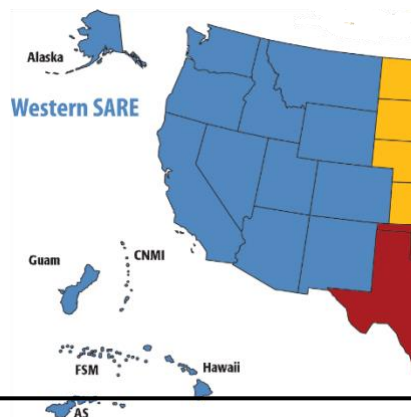 Alaska
Western SARE
CNMI
Guam
Hawaii
FSM
AS